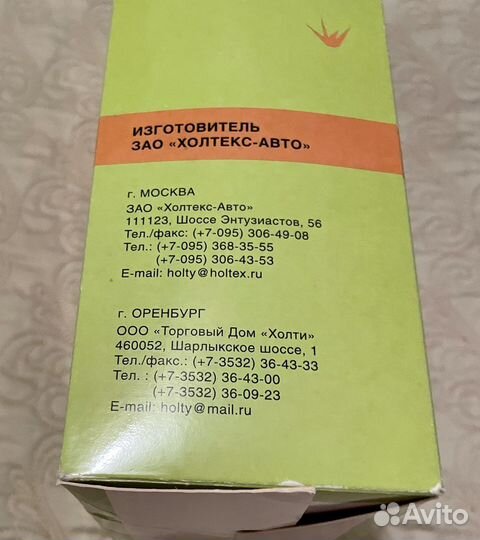 ИЗГОТОВИТЕЛЬ
ЗАО «ХОЛТЕКС-АВТО»
г. МОСКВА
ЗАО «Холтекс-Авто»
111123, Шоссе Энтузиастов, 56
Тел./факс: (+7-095) 306-49-08
Тел.: (+7-095) 368-35-55
(+7-095) 306-43-53
E-mail: holty@holtex.ru
г. ОРЕНБУРГ
ООО «Торговый Дом «Холти»
460052, Шарлыкское шоссе, 1
Тел./факс.: (+7-3532) 36-43-33
Тел. : (+7-3532) 36-43-00
(+7-3532) 36-09-23
E-mail: holty@mail.ru
Avito